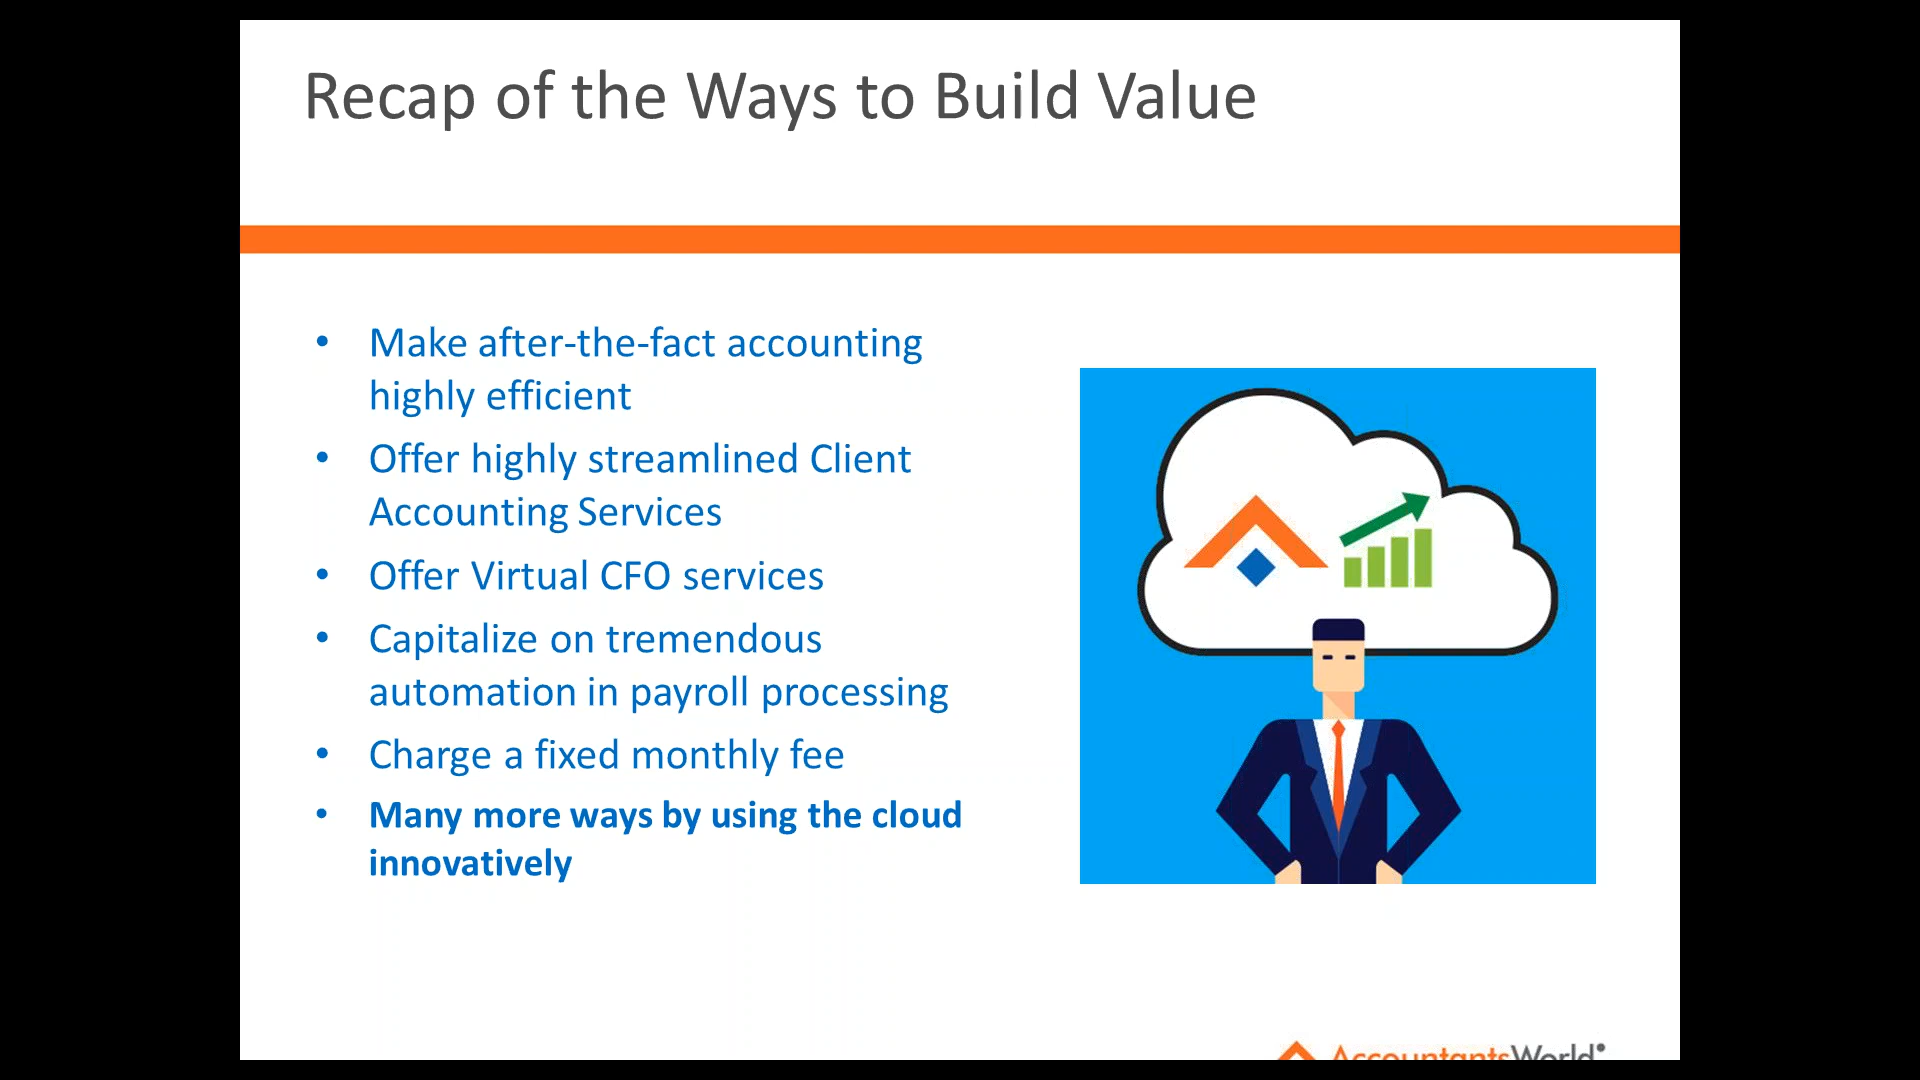 Recap of the Ways to Build Value
• Make after-the-fact accounting
highly efficient
• Offer highly streamlined Client
Accounting Services
• Offer Virtual CFO services
• Capitalize on tremendous
automation in payroll processing
• Charge a fixed monthly fee
• Many more ways by using the cloud
innovatively
AccountantsWorld®